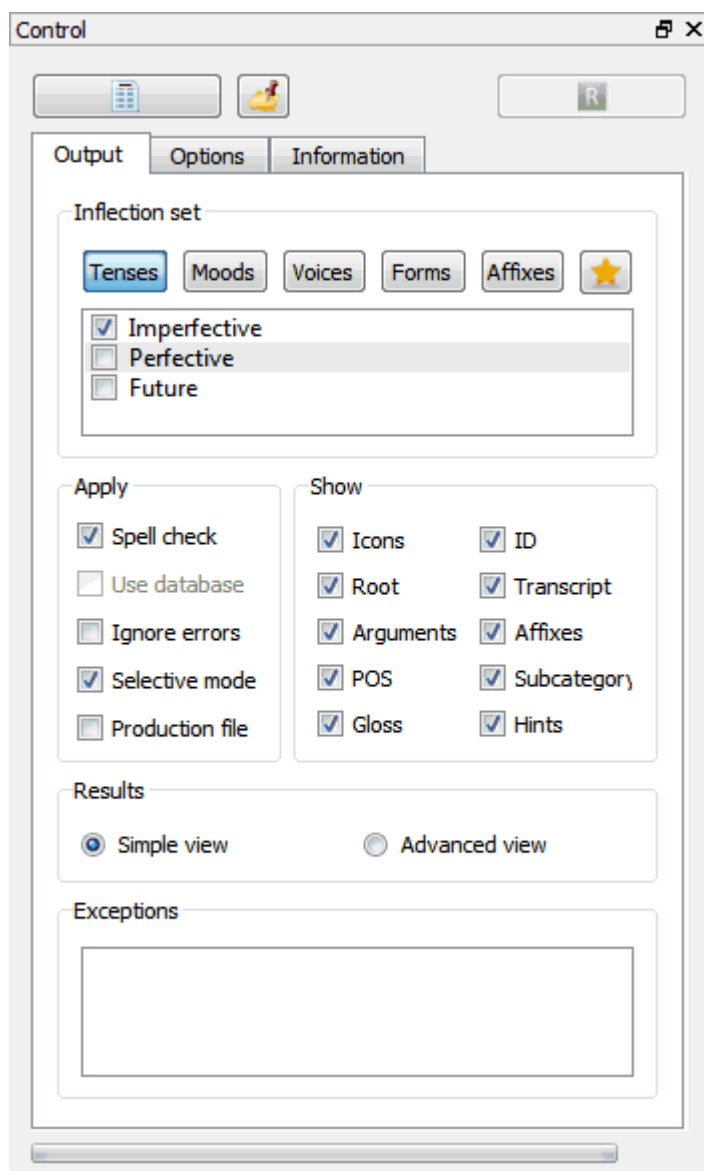 Control
R
Output Options Information
Inflection set
Tenses Moods Voices Forms Affixes
Imperfective
Perfective
Future
Apply
Spell check
Use database
Ignore errors
Selective mode
Production file
Show
Icons ID
Root Transcript
Arguments Affixes
POS Subcategory
Gloss Hints
Results
Simple view Advanced view
Exceptions